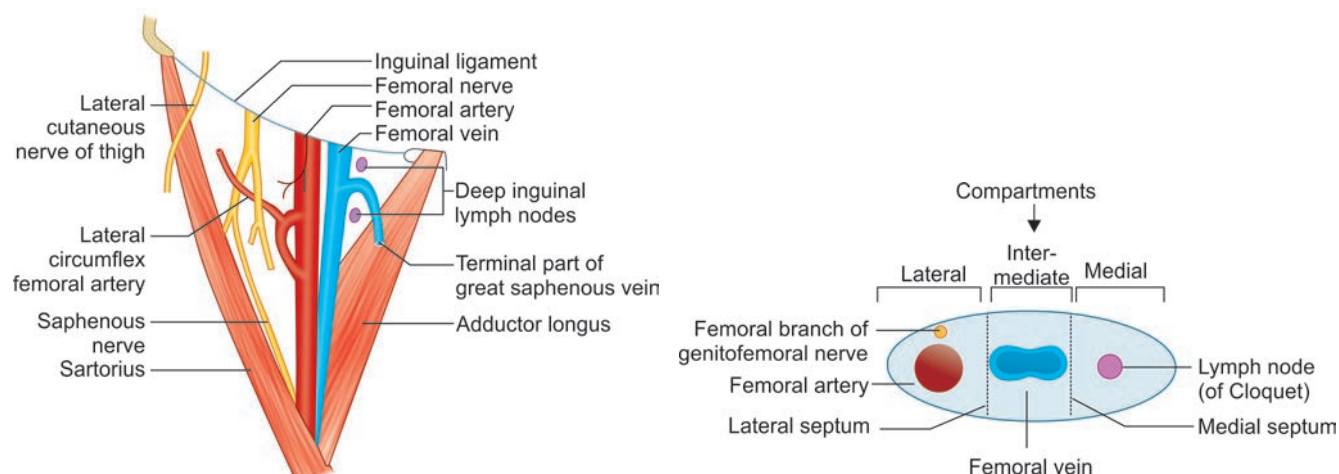 Inguinal ligament
Femoral nerve
Femoral artery
Femoral vein
Lateral
cutaneous
nerve of thigh
Deep inguinal
lymph nodes
Lateral
circumflex
femoral artery
Terminal part of
great saphenous vein
Saphenous
nerve
Sartorius
Adductor longus
Compartments
Lateral
Inter-
mediate
Medial
Femoral branch of
genitofemoral nerve
Femoral artery
Lateral septum
Lymph node
(of Cloquet)
Medial septum
Femoral vein